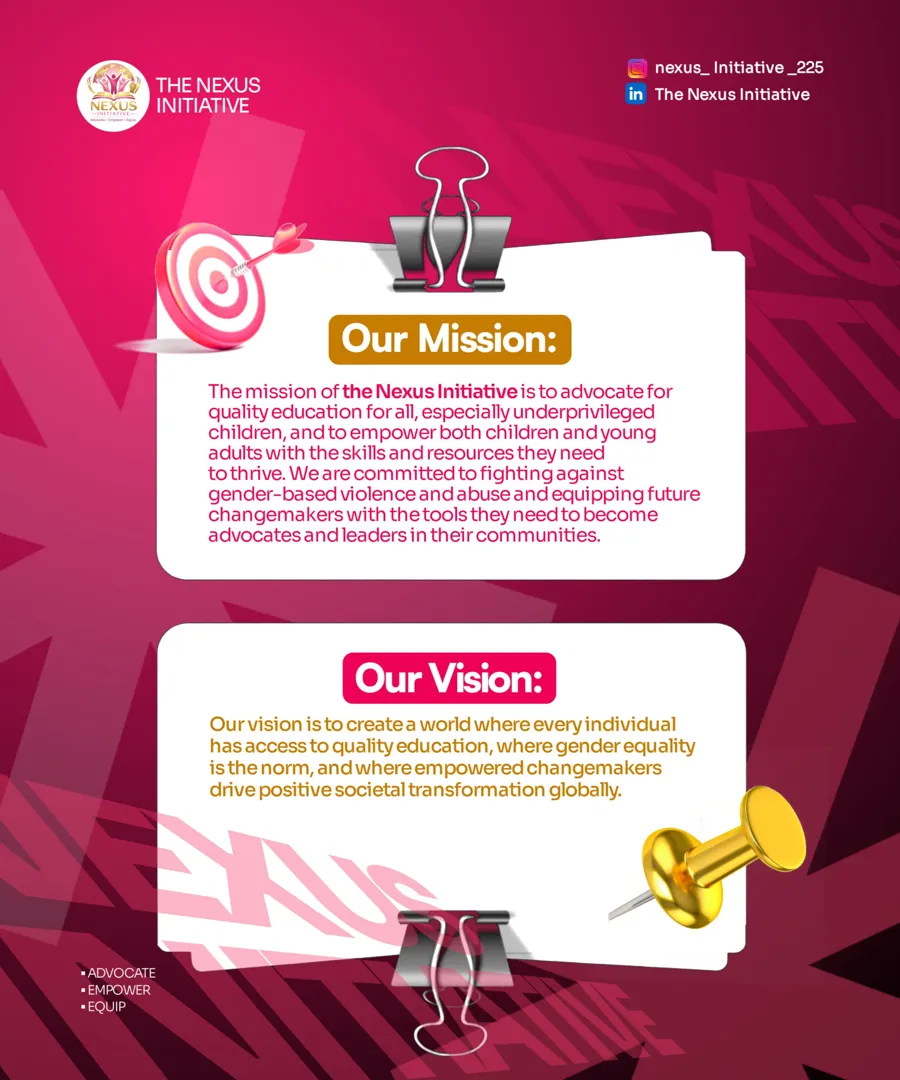 NEXUS
INITIATIVE
THE NEXUS
INITIATIVE
nexus_ Initiative _225
in
The Nexus Initiative
Our Mission:
The mission of the Nexus Initiative is to advocate for
quality education for all, especially underprivileged
children, and to empower both children and young
adults with the skills and resources they need
to thrive. We are committed to fighting against
gender-based violence and abuse and equipping future
changemakers with the tools they need to become
advocates and leaders in their communities.
Our Vision:
Our vision is to create a world where every individual
has access to quality education, where gender equality
is the norm, and where empowered changemakers
drive positive societal transformation globally.
NEXUS
▪ ADVOCATE
▪ EMPOWER
▪ EQUIP